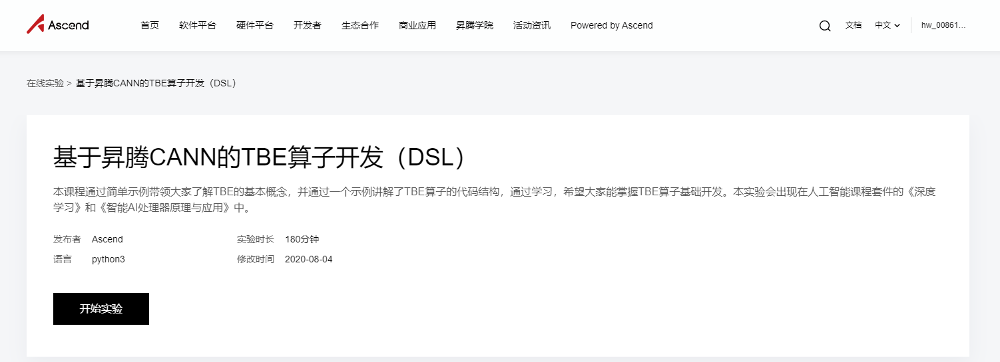 Ascend 首页 软件平台 硬件平台 开发者 生态合作 商业应用 昇腾学院 活动资讯 Powered by Ascend 文档 中文 hw_00861...
在线实验 > 基于昇腾CANN的TBE算子开发（DSL）
基于昇腾CANN的TBE算子开发（DSL）
本课程通过简单示例带领大家了解TBE的基本概念，并通过一个示例讲解了TBE算子的代码结构，通过学习，希望大家能掌握TBE算子基础开发。本实验会出现在人工智能课程套件的《深度
学习》和《智能AI处理器原理与应用》中。
发布者 Ascend 实验时长 180分钟
语言 python3 修改时间 2020-08-04
开始实验